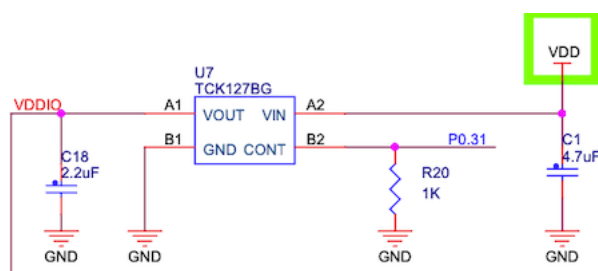 VDD
U7
TCK127BG
VDDIO
A1
VOUT
VIN
A2
B1
GND
CONT
B2
P0.31
C18
2.2uF
R20
1K
C1
4.7uF
GND
GND
GND
GND